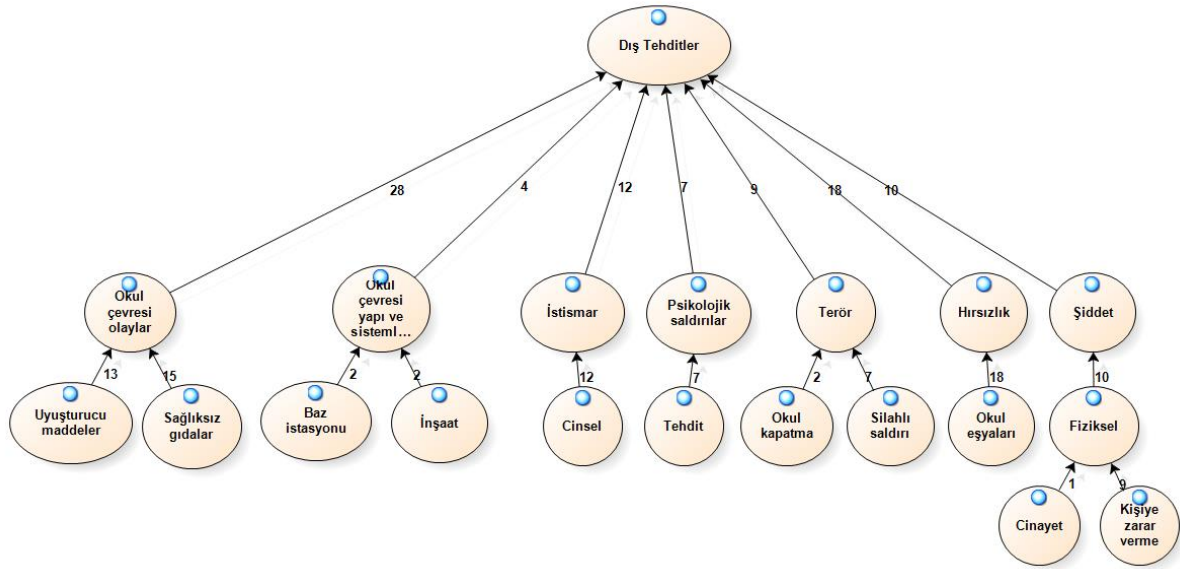 Dış Tehditler
28
4
12
7
9
18
10
Okul
çevresi
olaylar
Okul
çevresi
yapı ve
sisteml...
İstismar
Psikolojik
saldırılar
Terör
Hırsızlık
Şiddet
13
15
2
2
12
7
2
7
18
10
Uyuşturucu
maddeler
Sağlıksız
gıdalar
Baz
istasyonu
İnşaat
Cinsel
Tehdit
Okul
kapatma
Silahlı
saldırı
Okul
eşyaları
Fiziksel
1
9
Cinayet
Kişiye
zarar
verme